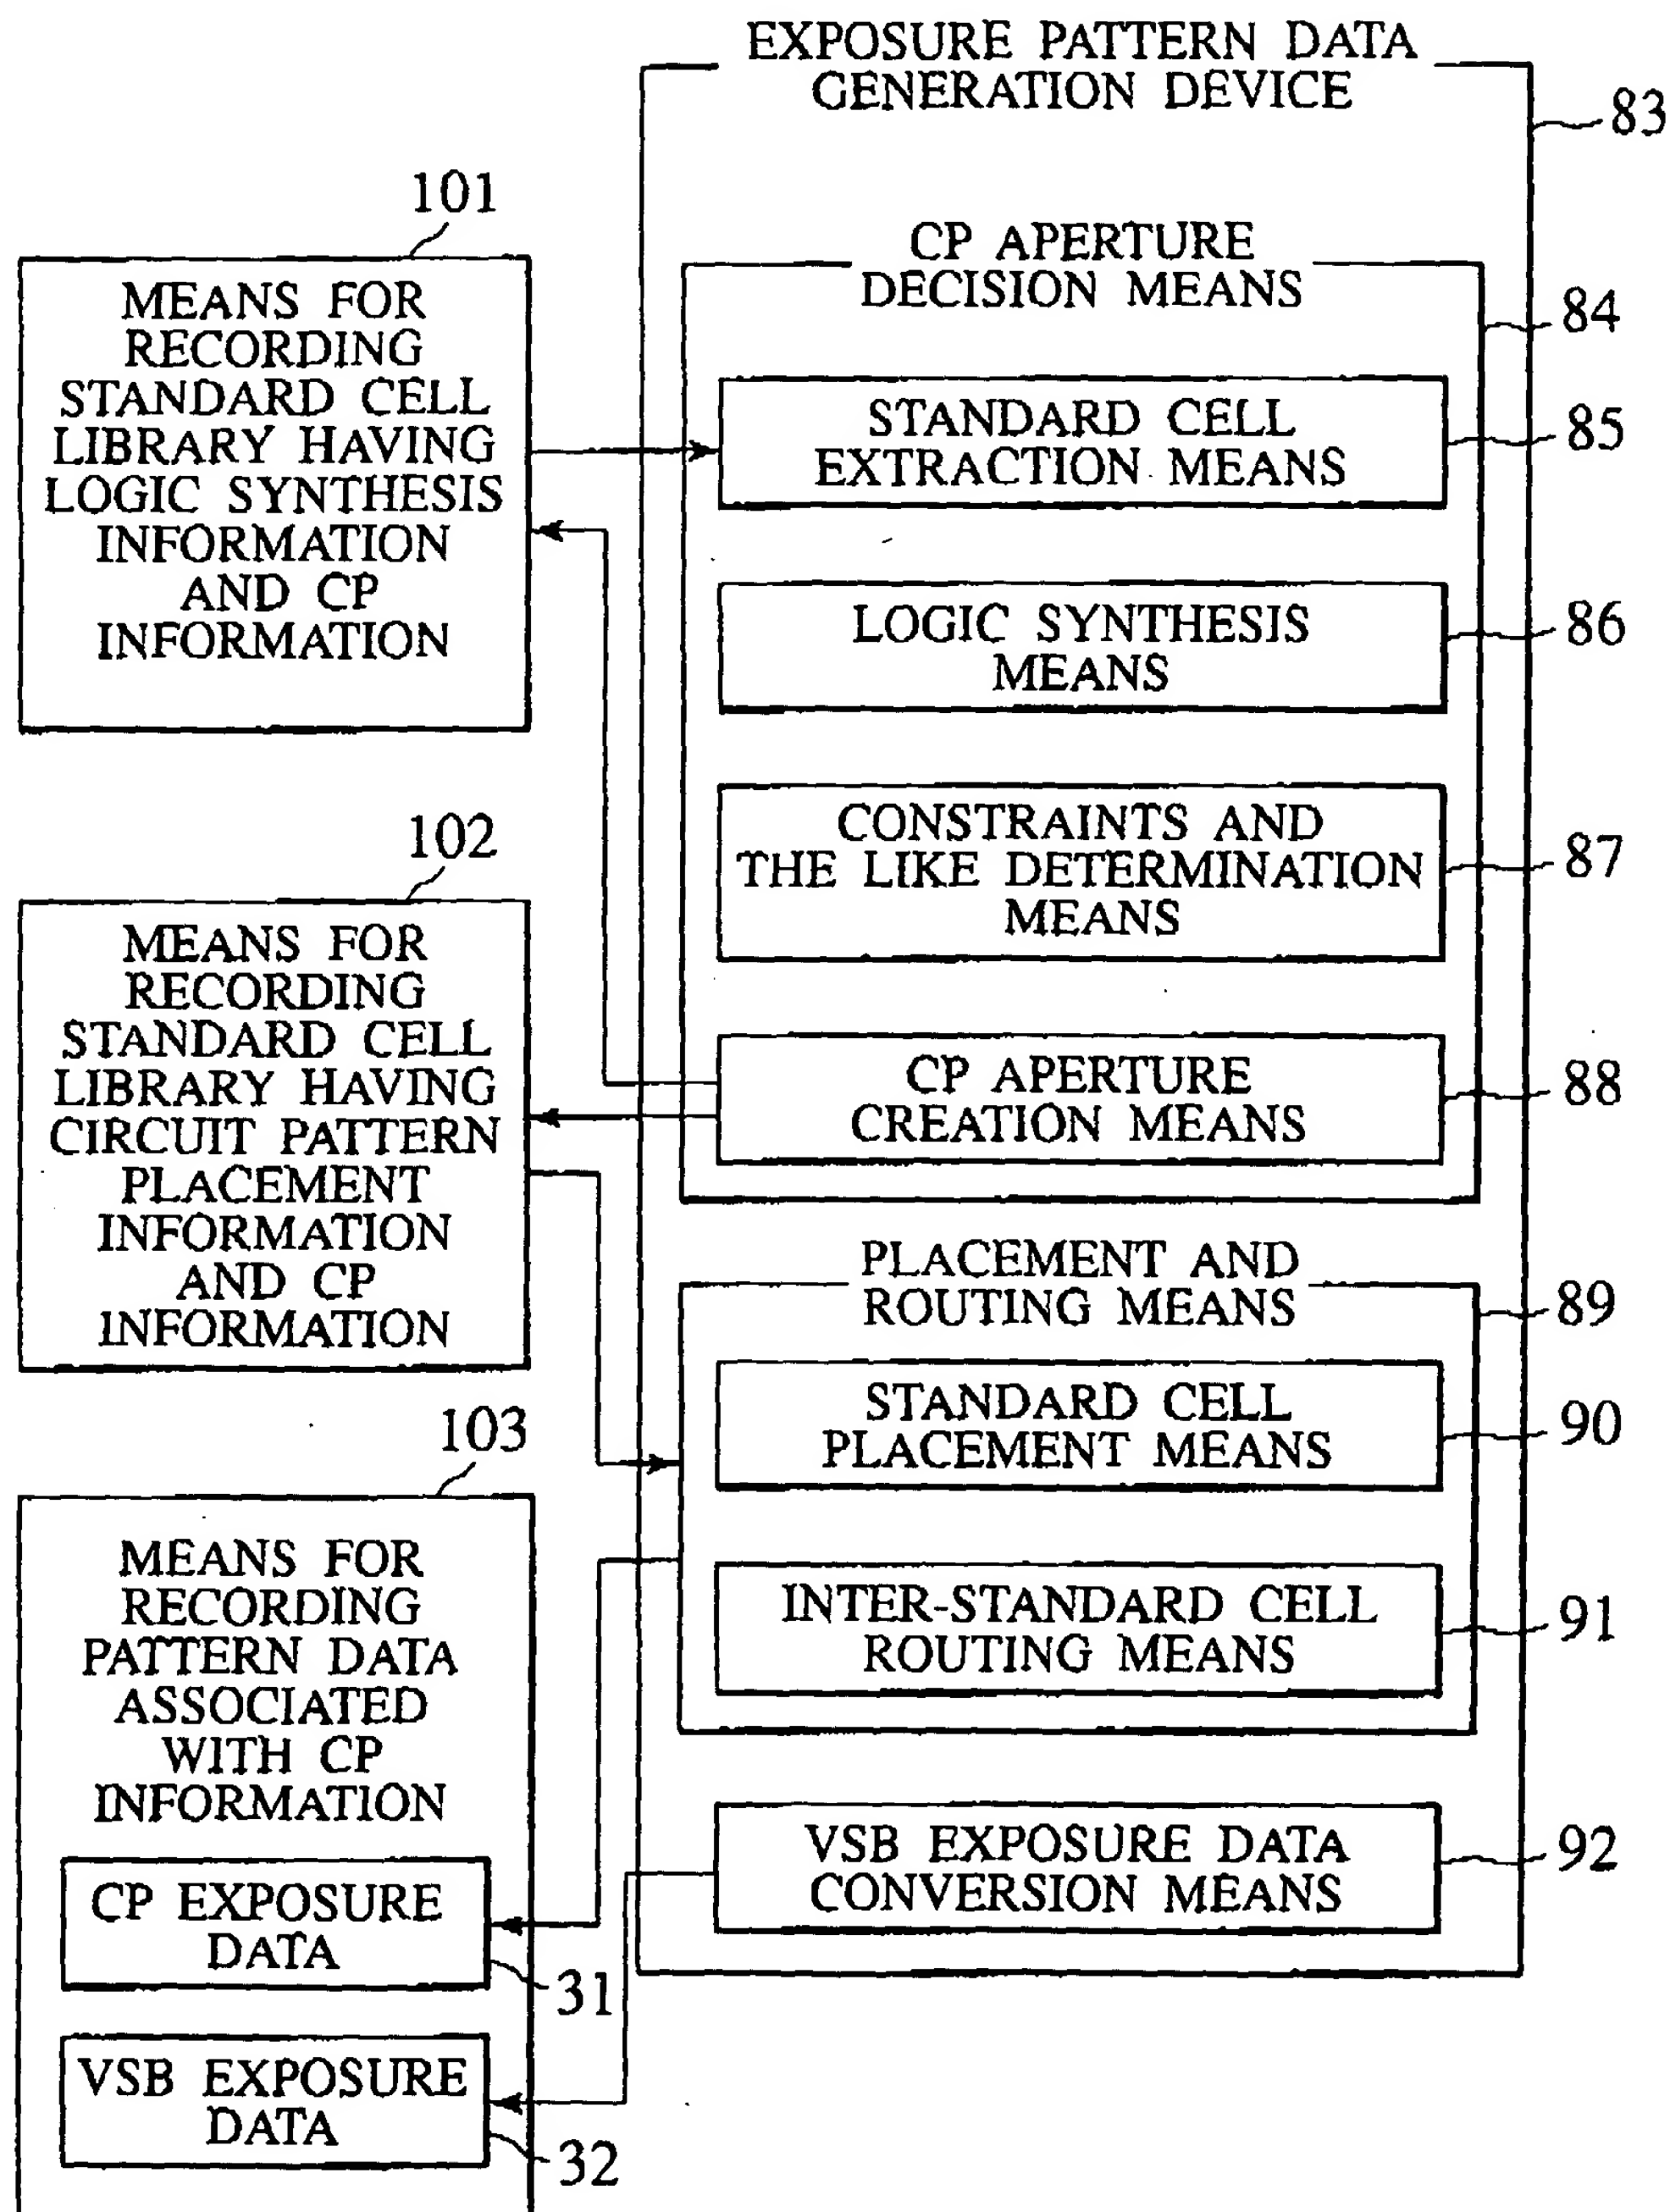 EXPOSURE PATTERN DATA
GENERATION DEVICE
83
101
MEANS FOR
RECORDING
STANDARD CELL
LIBRARY HAVING
LOGIC SYNTHESIS
INFORMATION
AND CP
INFORMATION
CP APERTURE
DECISION MEANS
84
STANDARD CELL
EXTRACTION MEANS
85
LOGIC SYNTHESIS
MEANS
86
CONSTRAINTS AND
THE LIKE DETERMINATION
MEANS
87
CP APERTURE
CREATION MEANS
88
102
MEANS FOR
RECORDING
STANDARD CELL
LIBRARY HAVING
CIRCUIT PATTERN
PLACEMENT
INFORMATION
AND CP
INFORMATION
PLACEMENT AND
ROUTING MEANS
89
STANDARD CELL
PLACEMENT MEANS
90
INTER-STANDARD CELL
ROUTING MEANS
91
VSB EXPOSURE DATA
CONVERSION MEANS
92
103
MEANS FOR
RECORDING
PATTERN DATA
ASSOCIATED
WITH CP
INFORMATION
CP EXPOSURE
DATA
31
VSB EXPOSURE
DATA
32